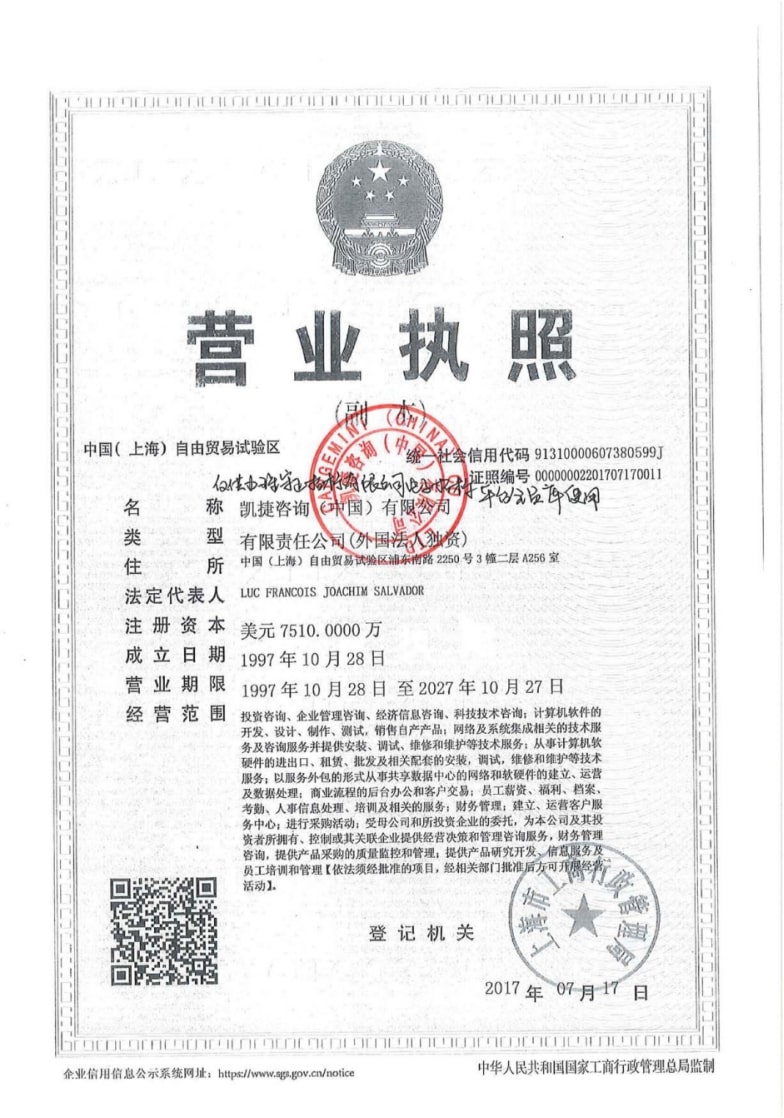 营业执照
(副 本)
中国( 上海) 自由贸易试验区
统一社会信用代码 91310000607380599J
证照编号 00000002201707170011
名 称 凯捷咨询(中国)有限公司
类 型 有限责任公司(外国法人独资)
住 所 中国(上海)自由贸易试验区浦东南路 2250 号 3 幢二层 A256 室
法定代表人 LUC FRANCOIS JOACHIM SALVADOR
注册资本 美元 7510.0000 万
成立日期 1997 年 10 月 28 日
营业期限 1997 年 10 月 28 日 至 2027 年 10 月 27 日
经营范围 投资咨询、企业管理咨询、经济信息咨询、科技技术咨询;计算机软件的
开发、设计、制作、测试,销售自产产品;网络及系统集成相关的技术服
务及咨询服务并提供安装、调试、维修和维护等技术服务;从事计算机软
硬件的进出口、租赁、批发及相关配套的安装,调试,维修和维护等技术
服务;以服务外包的形式从事共享数据中心的网络和软硬件的建立、运营
及数据处理;商业流程的后台办公和客户交易;员工薪资、福利、档案、
考勤、人事信息处理、培训及相关的服务;财务管理;建立、运营客户服
务中心;进行采购活动;受母公司和所投资企业的委托,为本公司及其投
资者所拥有、控制或其关联企业提供经营决策和管理咨询服务,财务管理
咨询,提供产品采购的质量监控和管理;提供产品研究开发、信息服务及
员工培训和管理【依法须经批准的项目,经相关部门批准后方可开展经营
活动】。
登记机关
上海市工商行政管理局
2017 年 07 月 17 日
企业信用信息公示系统网址:https://www.sgs.gov.cn/notice
中华人民共和国国家工商行政管理总局监制